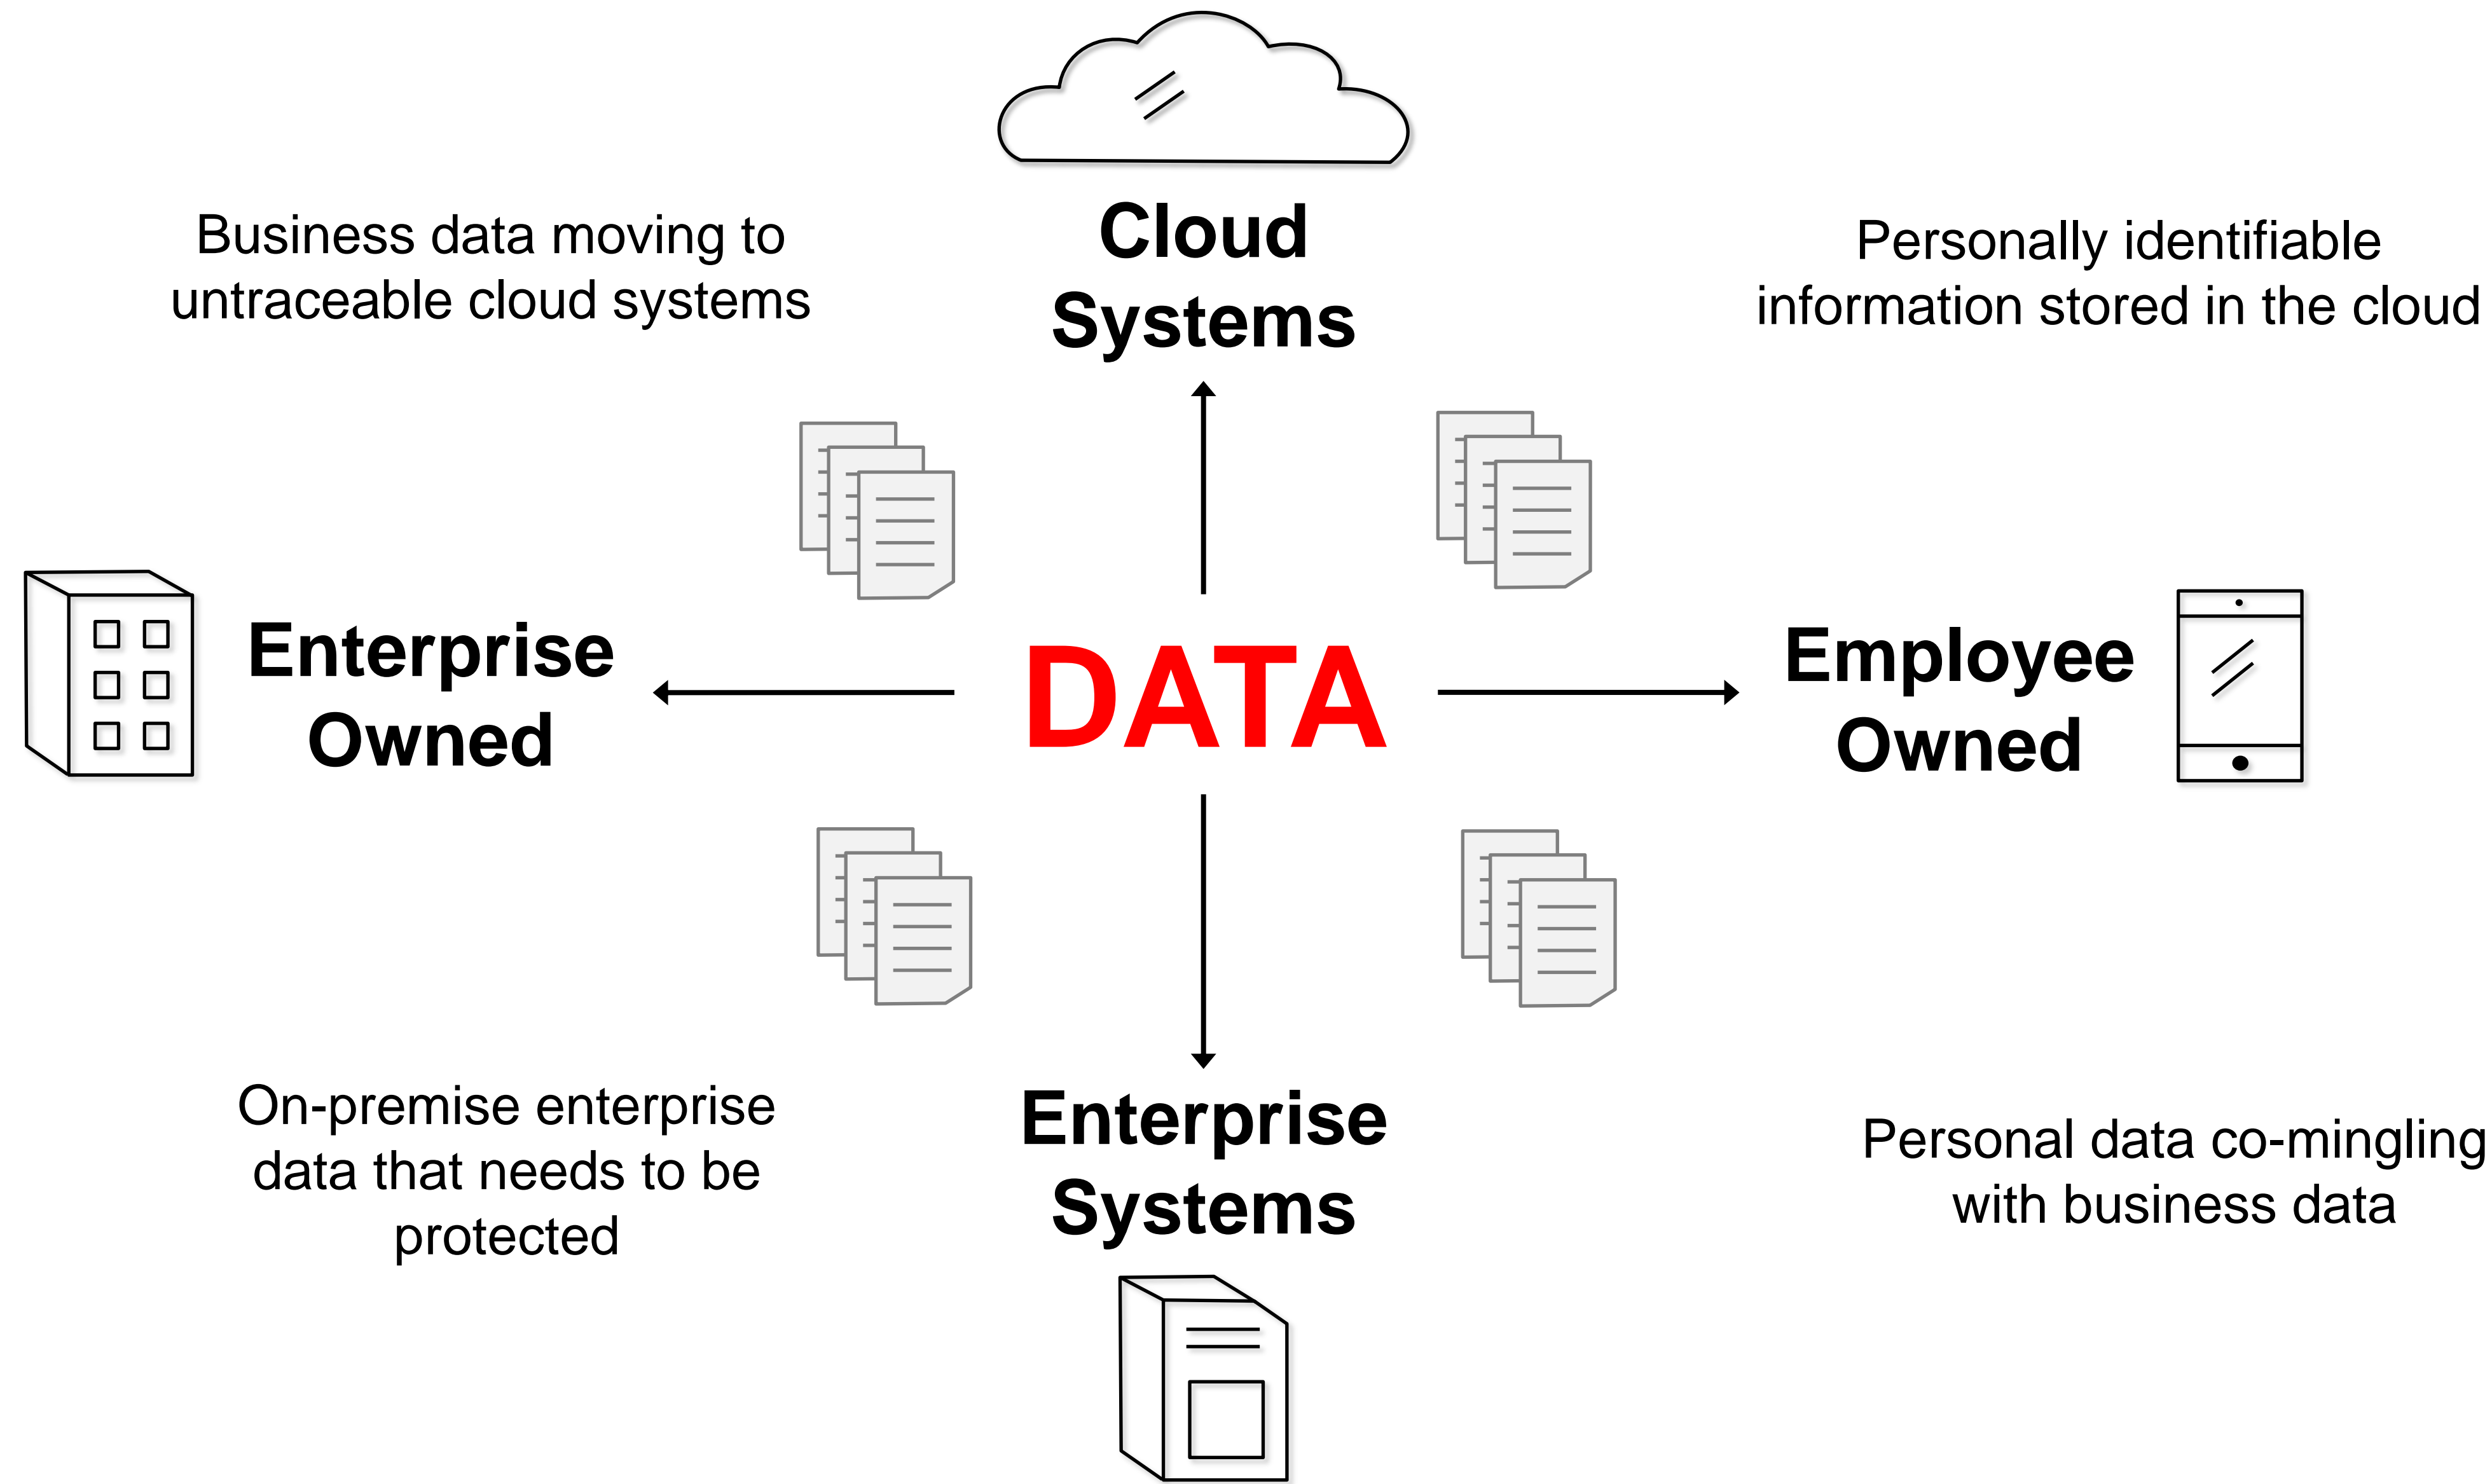 Cloud
Systems
Business data moving to
untraceable cloud systems
Personally identifiable
information stored in the cloud
Enterprise
Owned
DATA
Employee
Owned
On-premise enterprise
data that needs to be
protected
Enterprise
Systems
Personal data co-mingling
with business data